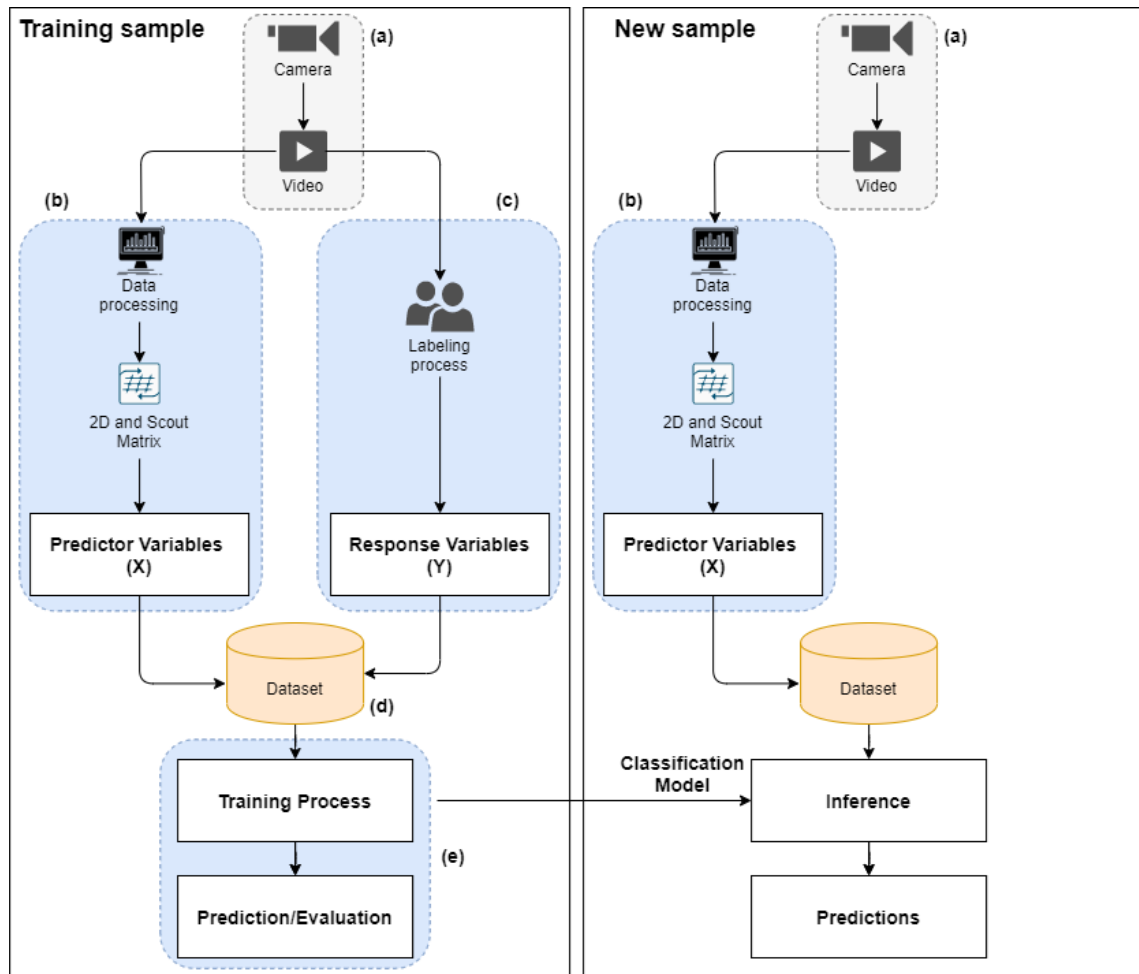 Training sample
(a)
Camera
Video
(b)
(c)
Data
processing
2D and Scout
Matrix
Predictor Variables
(X)
Labeling
process
Response Variables
(Y)
Dataset
(d)
Training Process
(e)
Prediction/Evaluation
Classification
Model
New sample
(a)
Camera
Video
(b)
Data
processing
2D and Scout
Matrix
Predictor Variables
(X)
Dataset
Inference
Predictions